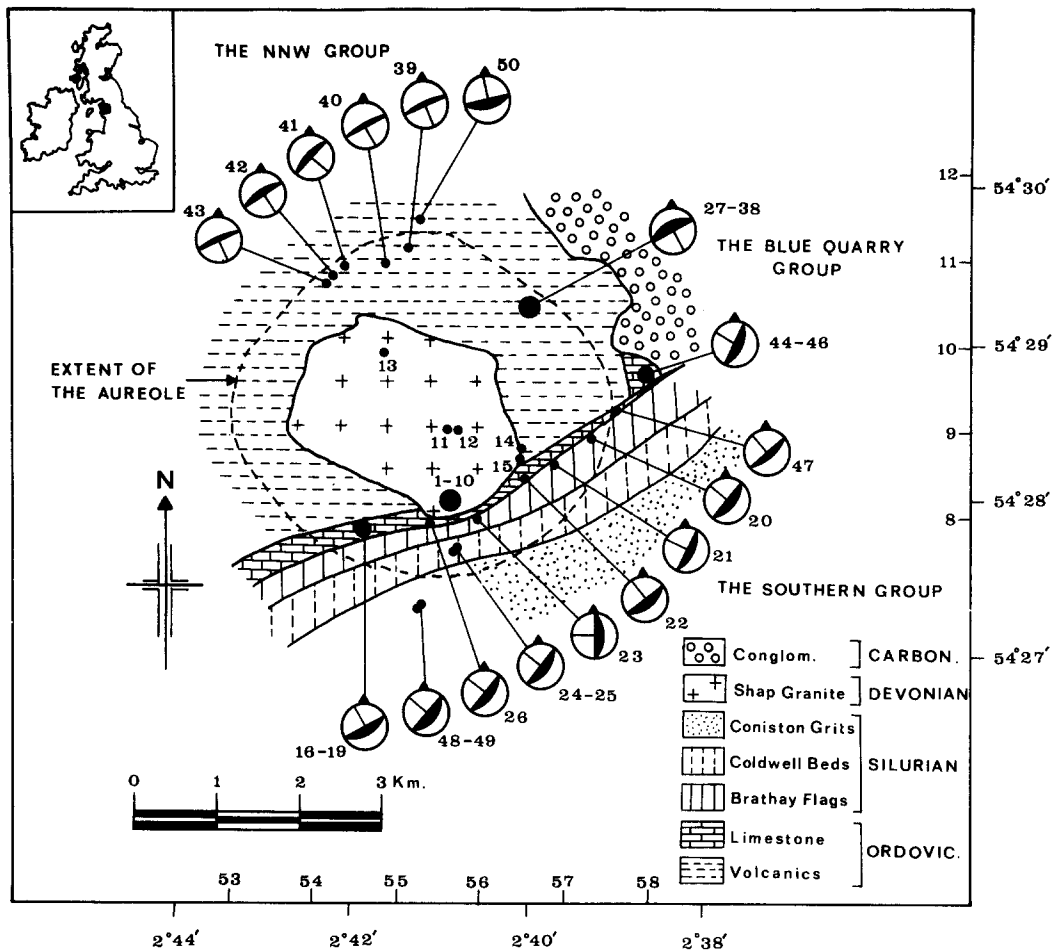 THE NNW GROUP
39
50
40
41
42
43
12
54°30′
27-38
THE BLUE QUARRY
GROUP
11
10
54°29′
44-46
EXTENT OF
THE AUREOLE
13
11 12
14
15
9
47
N
1-10
54°28′
8
20
21
THE SOUTHERN GROUP
22
23
24-25
26
48-49
16-19
54°27′
Conglom.
CARBON.
Shap Granite
DEVONIAN
Coniston Grits
Coldwell Beds
SILURIAN
Brathay Flags
Limestone
ORDOVIC.
Volcanics
0 1 2 3 Km.
53 54 55 56 57 58
2°44′ 2°42′ 2°40′ 2°38′